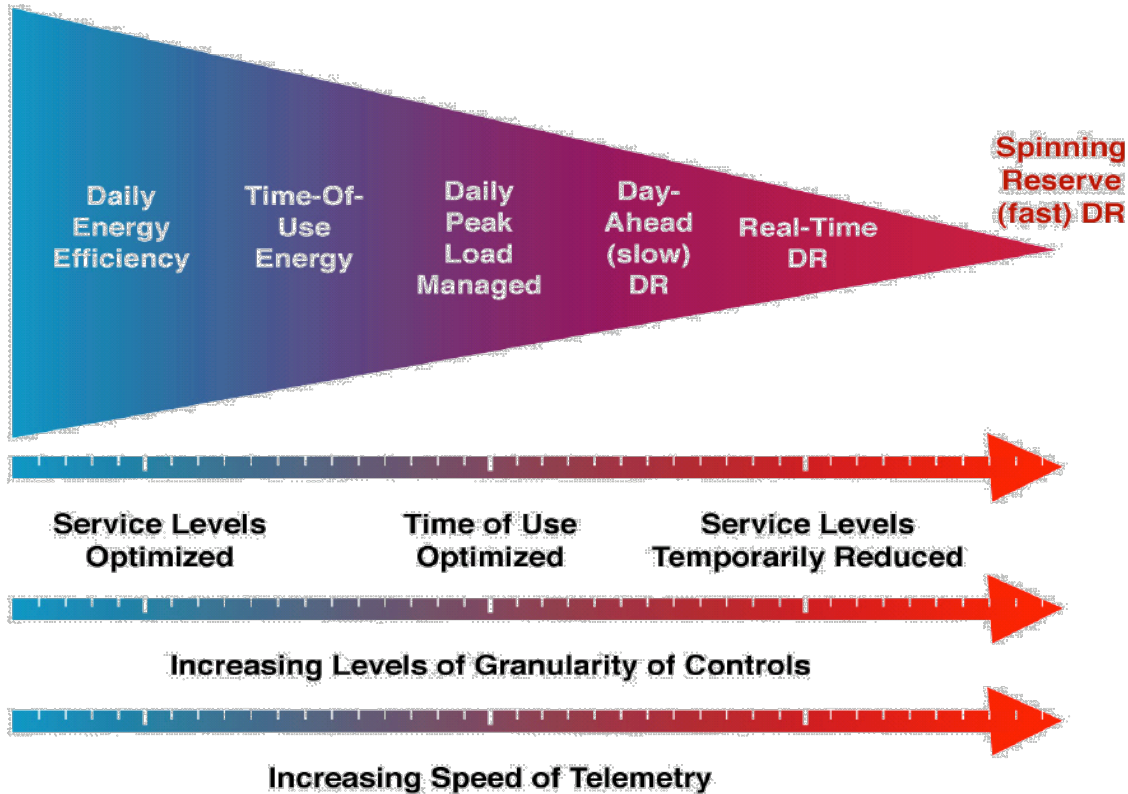 Daily
Energy
Efficiency
Time-Of-
Use
Energy
Daily
Peak
Load
Managed
Day-
Ahead
(slow)
DR
Real-Time
DR
Spinning
Reserve
(fast) DR
Service Levels
Optimized
Time of Use
Optimized
Service Levels
Temporarily Reduced
Increasing Levels of Granularity of Controls
Increasing Speed of Telemetry